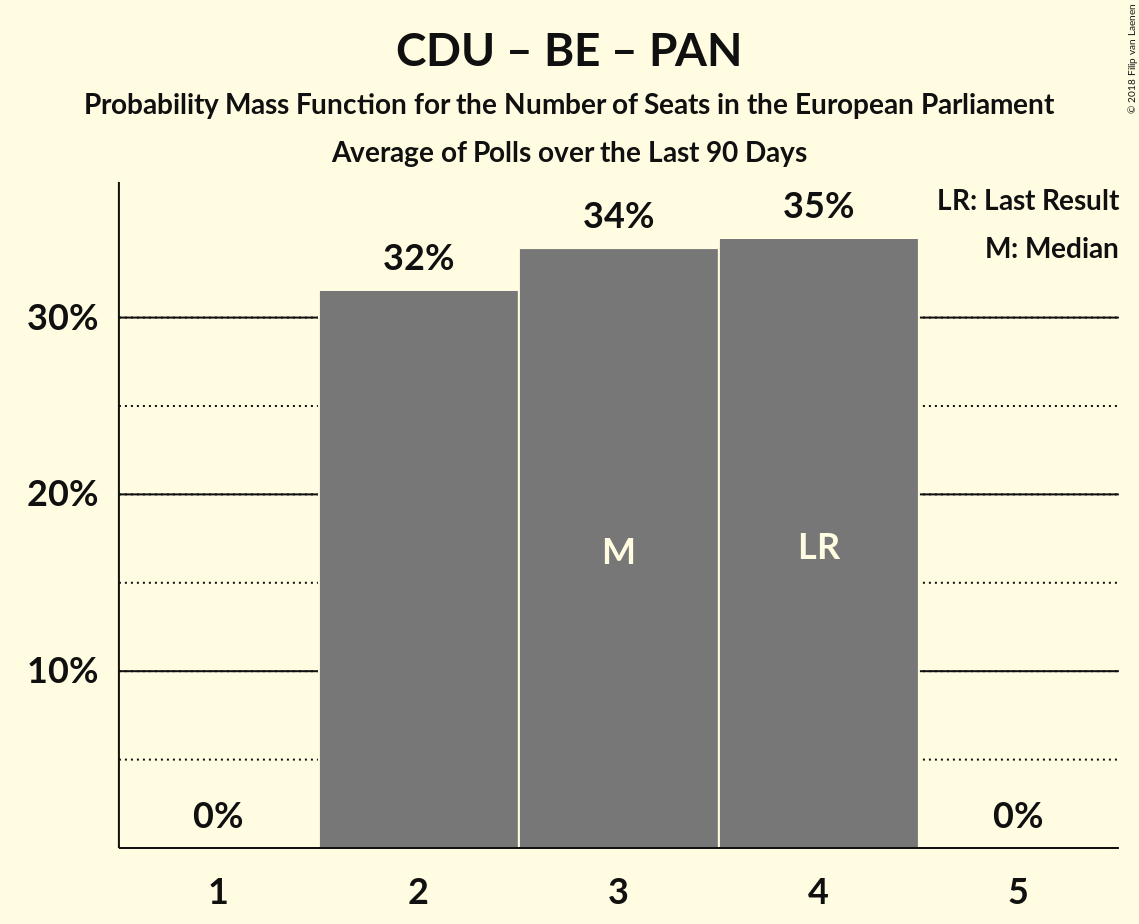 CDU – BE – PAN
Probability Mass Function for the Number of Seats in the European Parliament
Average of Polls over the Last 90 Days
© 2018 Filip van Laenen
LR: Last Result
M: Median
35%
34%
32%
30%
20%
10%
M
LR
0%
0%
1
2
3
4
5